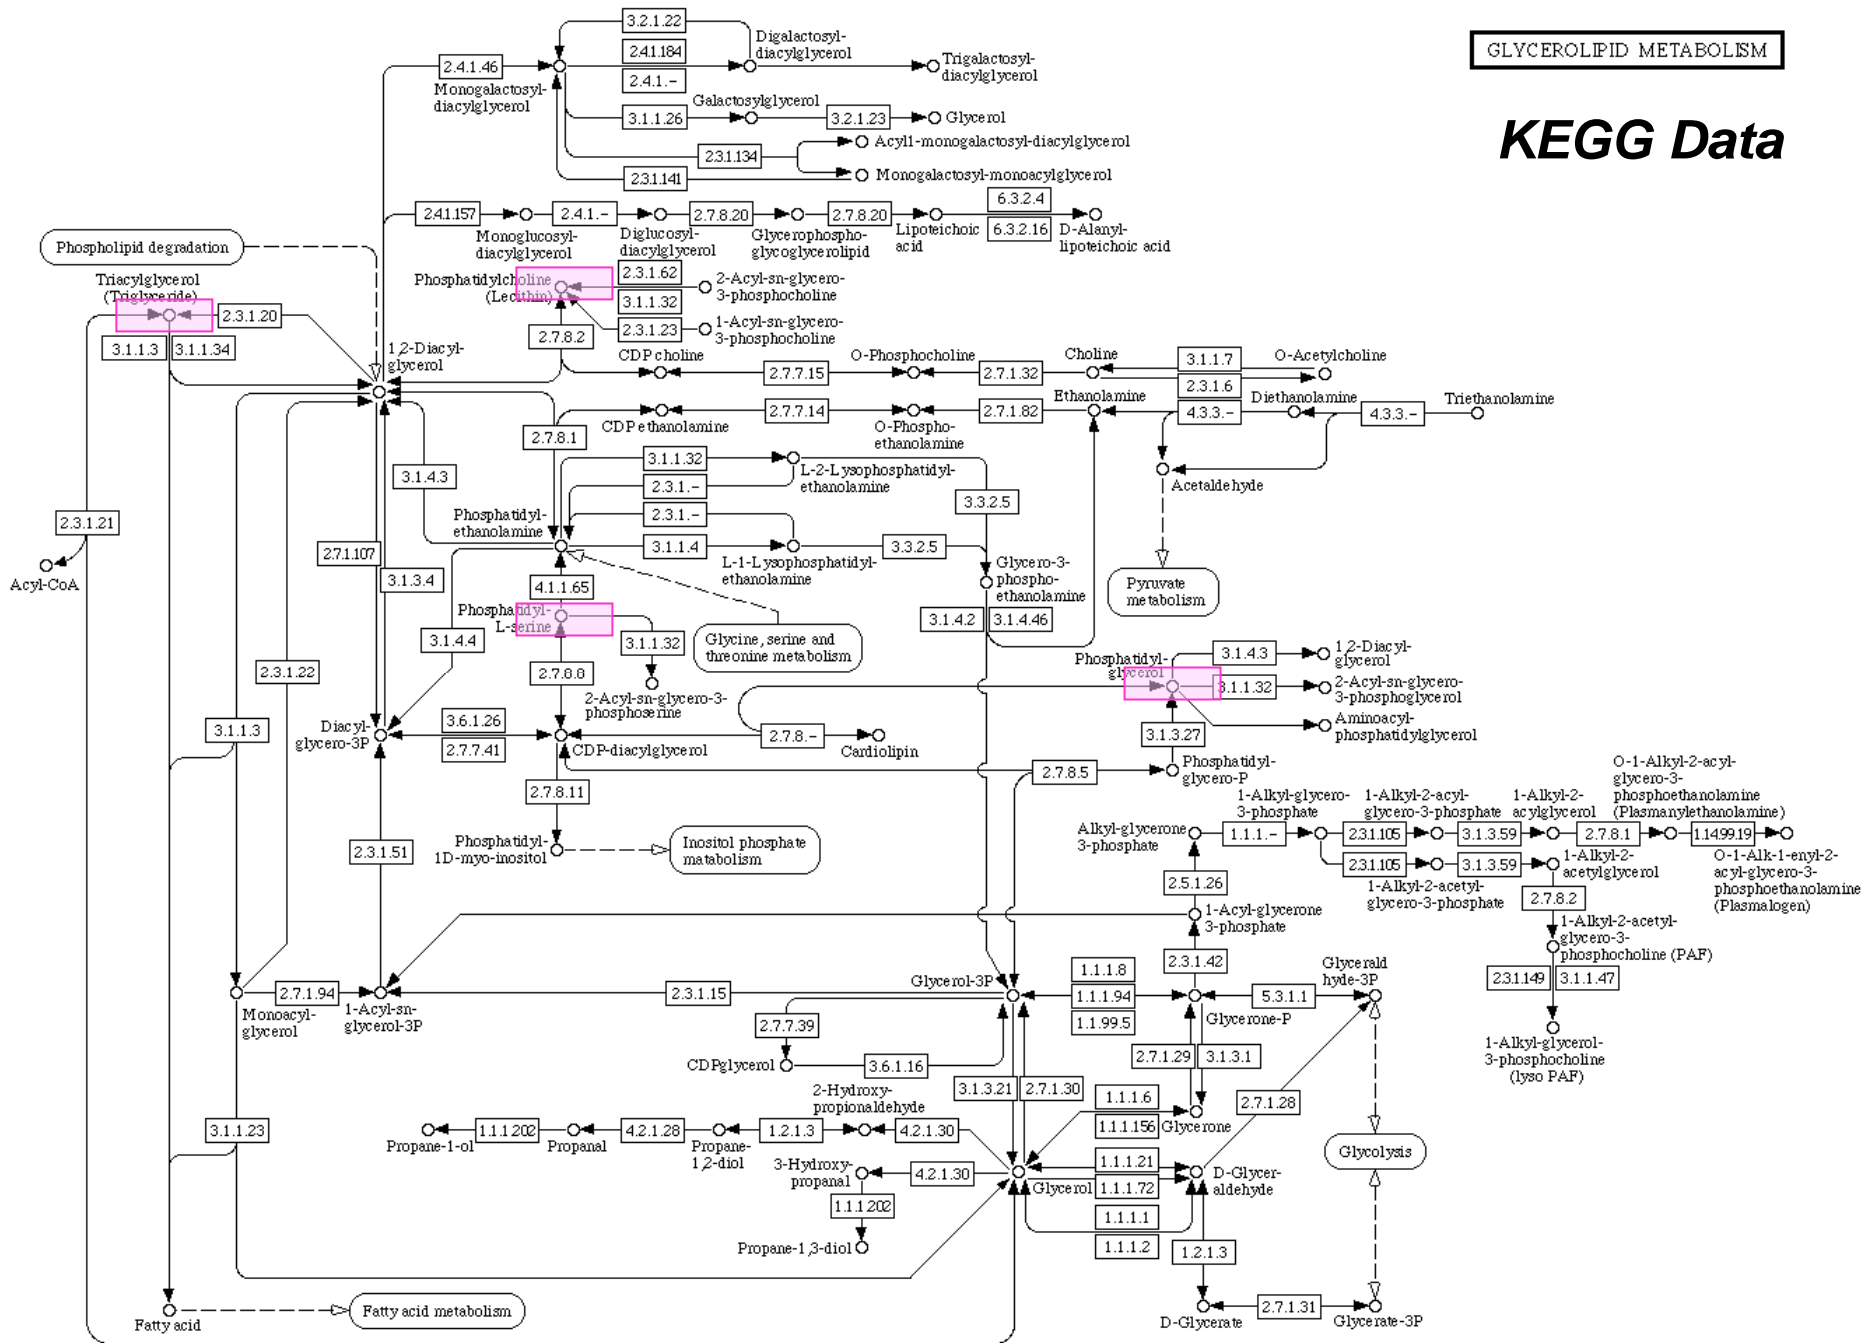 GLYCEROLIPID METABOLISM
KEGG Data
3.2.1.22
Digalactosyl-
diacylglycerol
2.4.1.184
2.4.1.46
2.4.1.-
Trigalactosyl-
diacylglycerol
Monogalactosyl-
diacylglycerol
Galactosylglycerol
3.1.1.26
3.2.1.23
Glycerol
Acyl1-monogalactosyl-diacylglycerol
2.3.1.134
2.3.1.141
Monogalactosyl-monoacylglycerol
2.4.1.157
2.4.1.-
2.7.8.20
2.7.8.20
6.3.2.4
6.3.2.16
Monoglucosyl-
diacylglycerol
Diglucosyl-
diacylglycerol
Glycerophospho-
glycoglycerolipid
Lipoteichoic
acid
D-Alanyl-
lipoteichoic acid
Phospholipid degradation
Triacylglycerol
(Triglyceride)
2.3.1.20
3.1.1.3
3.1.1.34
Phosphatidylcholine
(Lecithin)
2.3.1.62
3.1.1.32
2.3.1.23
2-Acyl-sn-glycero-
3-phosphocholine
1-Acyl-sn-glycero-
3-phosphocholine
2.7.8.2
1,2-Diacyl-
glycerol
CDP choline
2.7.7.15
O-Phosphocholine
2.7.1.32
Choline
3.1.1.7
2.3.1.6
O-Acetylcholine
CDP ethanolamine
2.7.7.14
O-Phospho-
ethanolamine
2.7.1.82
Ethanolamine
4.3.3.-
Diethanolamine
4.3.3.-
Triethanolamine
2.7.8.1
3.1.4.3
3.1.1.32
2.3.1.-
L-2-Lysophosphatidyl-
ethanolamine
Acetaldehyde
3.3.2.5
2.3.1.21
Acyl-CoA
2.7.1.107
3.1.3.4
Phosphatidyl-
ethanolamine
2.3.1.-
3.1.1.4
L-1-Lysophosphatidyl-
ethanolamine
3.3.2.5
Glycero-3-
phospho-
ethanolamine
Pyruvate
metabolism
4.1.1.65
Phosphatidyl-
L-serine
3.1.4.4
3.1.1.32
Glycine, serine and
threonine metabolism
3.1.4.2
3.1.4.46
2.3.1.22
2.7.8.8
2-Acyl-sn-glycero-3-
phosphoserine
Phosphatidyl-
glycerol
3.1.4.3
1,2-Diacyl-
glycerol
3.1.1.32
2-Acyl-sn-glycero-
3-phosphoglycerol
Aminoacyl-
phosphatidylglycerol
3.1.1.3
Diacyl-
glycero-3P
3.6.1.26
2.7.7.41
CDP-diacylglycerol
2.7.8.-
Cardiolipin
3.1.3.27
2.7.8.5
Phosphatidyl-
glycero-P
2.7.8.11
Phosphatidyl-
1D-myo-inositol
Inositol phosphate
matabolism
2.3.1.51
Alkyl-glycerone
3-phosphate
1.1.1.-
1-Alkyl-glycero-
3-phosphate
2.3.1.105
1-Alkyl-2-acyl-
glycero-3-phosphate
3.1.3.59
1-Alkyl-2-
acylglycerol
2.7.8.1
O-1-Alkyl-2-acyl-
glycero-3-
phosphoethanolamine
(Plasmanylethanolamine)
1.14.99.19
O-1-Alk-1-enyl-2-
acyl-glycero-3-
phosphoethanolamine
(Plasmalogen)
2.3.1.105
1-Alkyl-2-acetyl-
glycero-3-phosphate
3.1.3.59
1-Alkyl-2-
acetylglycerol
2.5.1.26
1-Acyl-glycerone
3-phosphate
2.7.8.2
1-Alkyl-2-acetyl-
glycero-3-
phosphocholine (PAF)
2.3.1.149
3.1.1.47
1-Alkyl-glycerol-
3-phosphocholine
(lyso PAF)
2.3.1.42
Monoacyl-
glycerol
2.7.1.94
1-Acyl-sn-
glycerol-3P
2.3.1.15
Glycerol-3P
1.1.1.8
1.1.1.94
1.1.99.5
Glycerone-P
5.3.1.1
Glycerald
hyde-3P
2.7.7.39
CDPglycerol
3.6.1.16
3.1.3.21
2.7.1.30
2.7.1.29
3.1.3.1
2.7.1.28
3.1.1.23
Propane-1-ol
1.1.1.202
Propanal
4.2.1.28
Propane-
1,2-diol
1.2.1.3
2-Hydroxy-
propionaldehyde
4.2.1.30
1.1.1.6
1.1.1.156
Glycerone
Glycolysis
3-Hydroxy-
propanal
4.2.1.30
Glycerol
1.1.1.21
1.1.1.72
D-Glycer-
aldehyde
1.1.1.202
Propane-1,3-diol
1.1.1.1
1.1.1.2
1.2.1.3
Fatty acid
Fatty acid metabolism
D-Glycerate
2.7.1.31
Glycerate-3P